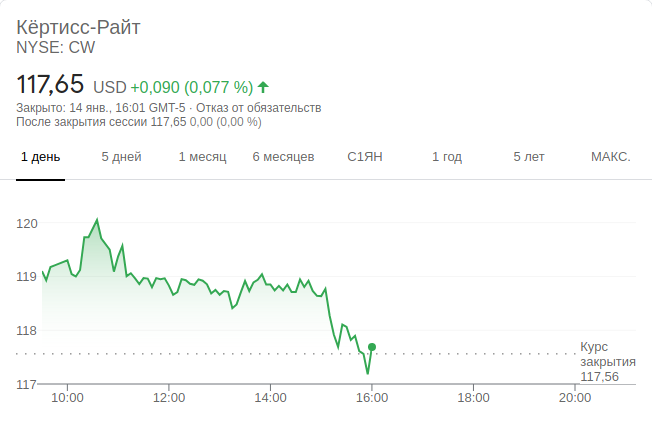 Кёртисс-Райт
NYSE: CW
117,65 USD +0,090 (0,077 %)
Закрыто: 14 янв., 16:01 GMT-5 · Отказ от обязательств
После закрытия сессии 117,65 0,00 (0,00 %)
1 день 5 дней 1 месяц 6 месяцев С1ЯН 1 год 5 лет МАКС.
120
119
118
Курс
закрытия
117,56
117
10:00 12:00 14:00 16:00 18:00 20:00